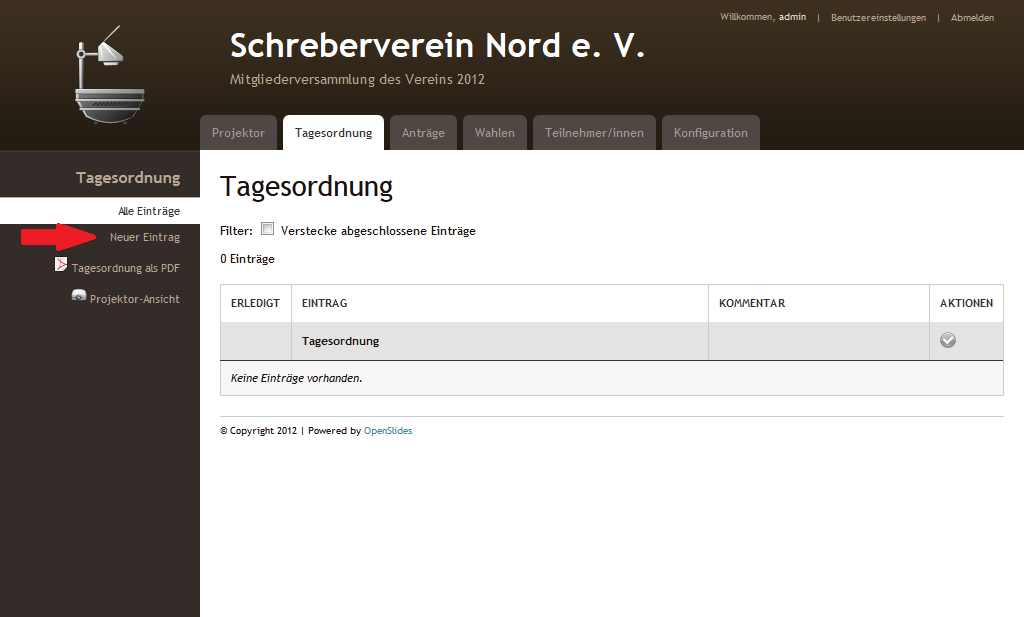 Willkommen, admin | Benutzereinstellungen | Abmelden
Schreberverein Nord e. V.
Mitgliederversammlung des Vereins 2012
Projektor Tagesordnung Anträge Wahlen Teilnehmer/innen Konfiguration
Tagesordnung
Alle Einträge
Neuer Eintrag
Tagesordnung als PDF
Projektor-Ansicht
Tagesordnung
Filter: Verstecke abgeschlossene Einträge
0 Einträge
ERLEDIGT EINTRAG KOMMENTAR AKTIONEN
Tagesordnung
Keine Einträge vorhanden.
© Copyright 2012 | Powered by OpenSlides